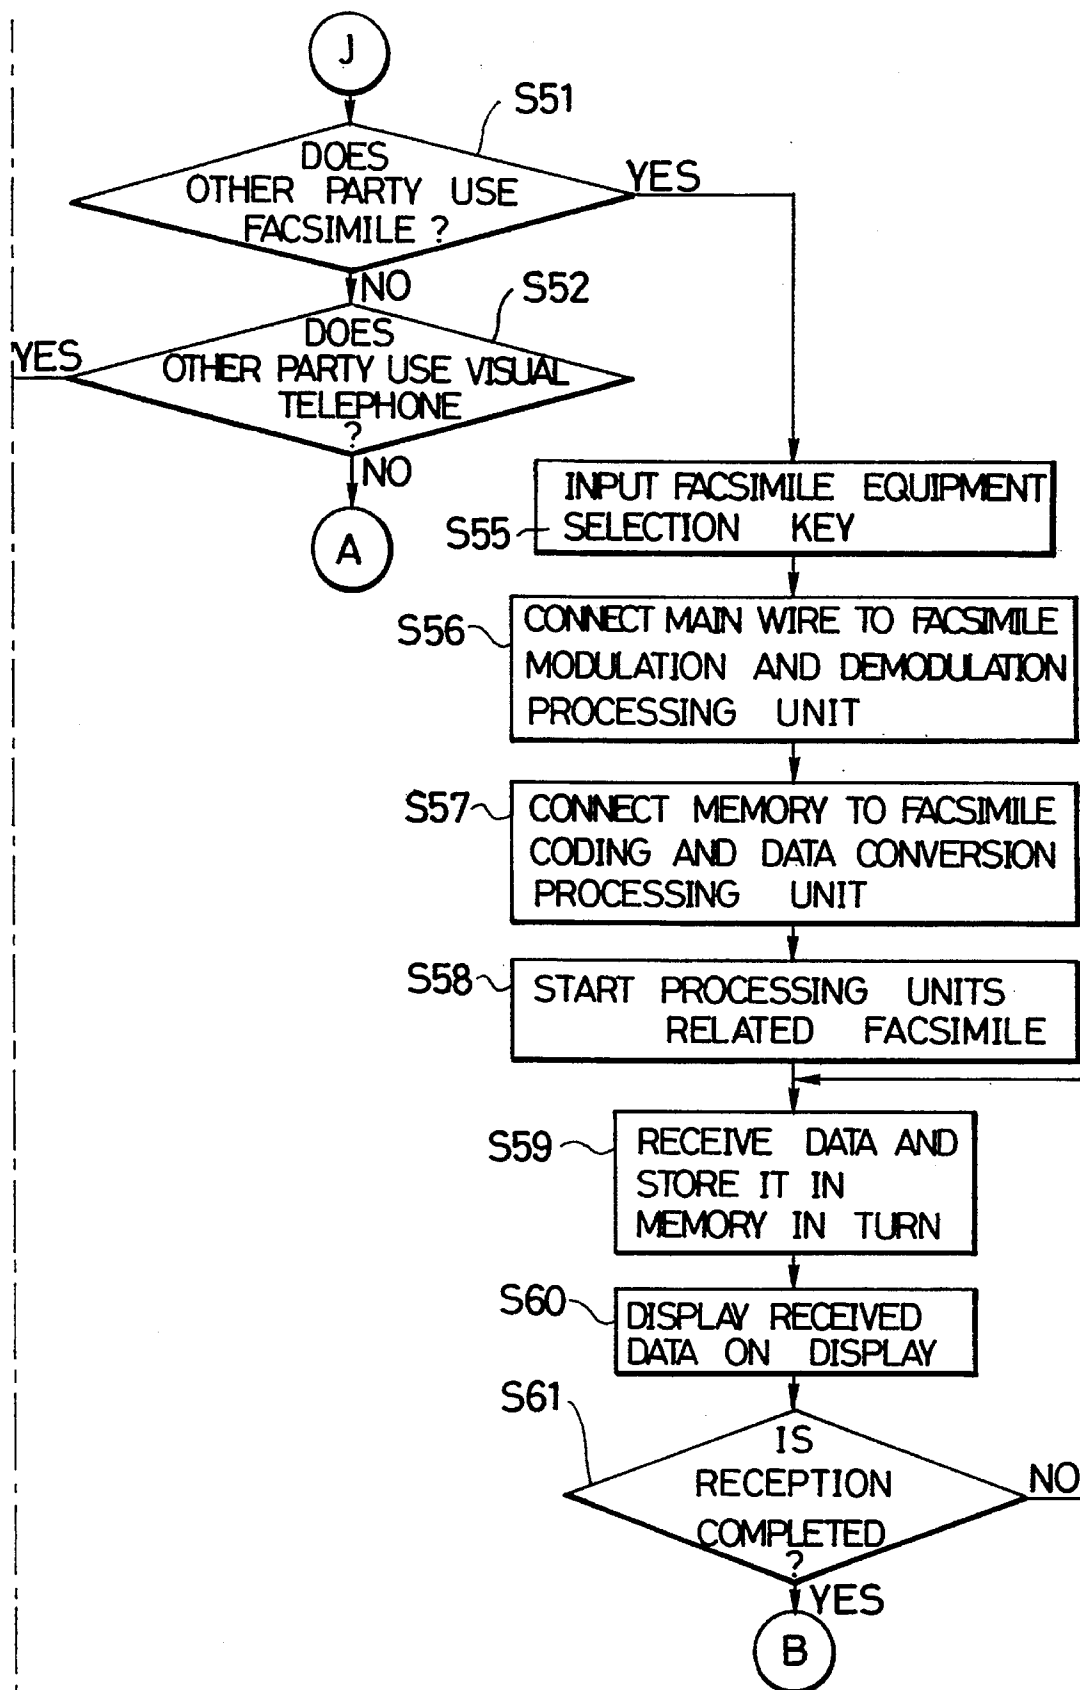 J
S51
DOES
OTHER PARTY USE
FACSIMILE ?
YES
NO
S52
DOES
OTHER PARTY USE VISUAL
TELEPHONE
?
YES
NO
A
S55
INPUT FACSIMILE EQUIPMENT
SELECTION KEY
S56
CONNECT MAIN WIRE TO FACSIMILE
MODULATION AND DEMODULATION
PROCESSING UNIT
S57
CONNECT MEMORY TO FACSIMILE
CODING AND DATA CONVERSION
PROCESSING UNIT
S58
START PROCESSING UNITS
RELATED FACSIMILE
S59
RECEIVE DATA AND
STORE IT IN
MEMORY IN TURN
S60
DISPLAY RECEIVED
DATA ON DISPLAY
S61
IS
RECEPTION
COMPLETED
?
NO
YES
B